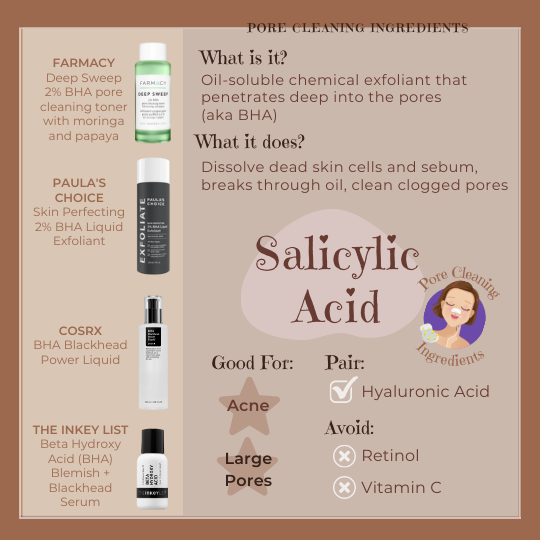 PORE CLEANING INGREDIENTS
FARMACY
Deep Sweep
2% BHA pore
cleaning toner
with moringa
and papaya
FARMACY
DEEP SWEEP
PAULA'S
CHOICE
Skin Perfecting
2% BHA Liquid
Exfoliant
EXFOLIATE
PAULA'S
CHOICE
COSRX
BHA Blackhead
Power Liquid
THE INKEY LIST
Beta Hydroxy
Acid (BHA)
Blemish +
Blackhead
Serum
BETA
HYDROXY
ACID
What is it?
Oil-soluble chemical exfoliant that
penetrates deep into the pores
(aka BHA)
What it does?
Dissolve dead skin cells and sebum,
breaks through oil, clean clogged pores
Salicylic
Acid
Pore Cleaning
Ingredients
Good For:
Acne
Large
Pores
Pair:
Hyaluronic Acid
Avoid:
Retinol
Vitamin C